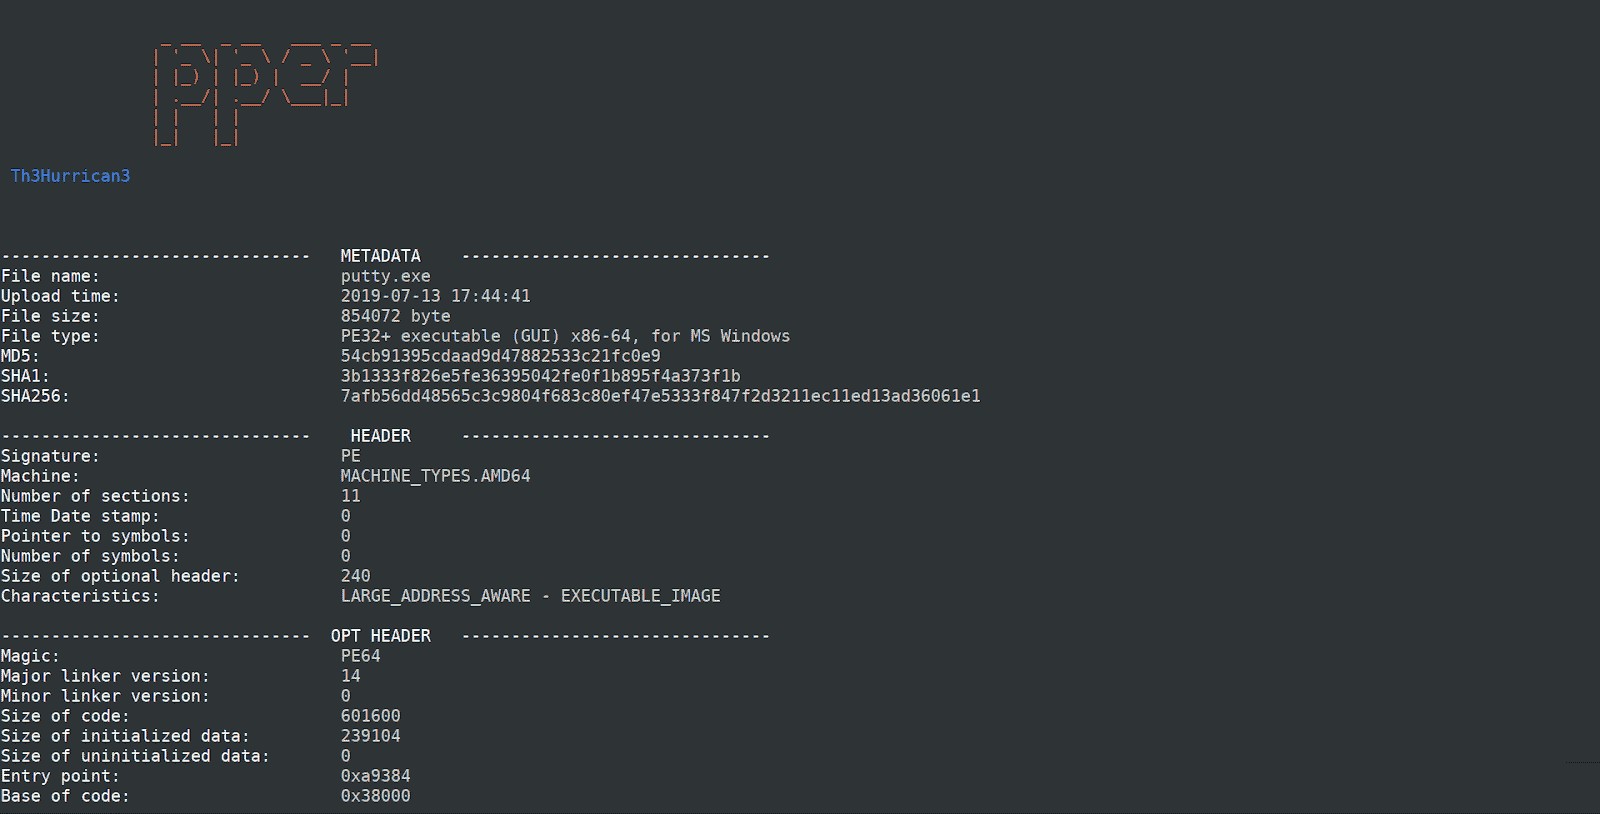 pper
Th3Hurrican3
------------------------------- METADATA -------------------------------
File name: putty.exe
Upload time: 2019-07-13 17:44:41
File size: 854072 byte
File type: PE32+ executable (GUI) x86-64, for MS Windows
MD5: 54cb91395cdaad9d47882533c21fc0e9
SHA1: 3b1333f826e5fe36395042fe0f1b895f4a373f1b
SHA256: 7afb56dd48565c3c9804f683c80ef47e5333f847f2d3211ec11ed13ad36061e1
------------------------------- HEADER -------------------------------
Signature: PE
Machine: MACHINE_TYPES.AMD64
Number of sections: 11
Time Date stamp: 0
Pointer to symbols: 0
Number of symbols: 0
Size of optional header: 240
Characteristics: LARGE_ADDRESS_AWARE - EXECUTABLE_IMAGE
------------------------------- OPT HEADER -------------------------------
Magic: PE64
Major linker version: 14
Minor linker version: 0
Size of code: 601600
Size of initialized data: 239104
Size of uninitialized data: 0
Entry point: 0xa9384
Base of code: 0x38000